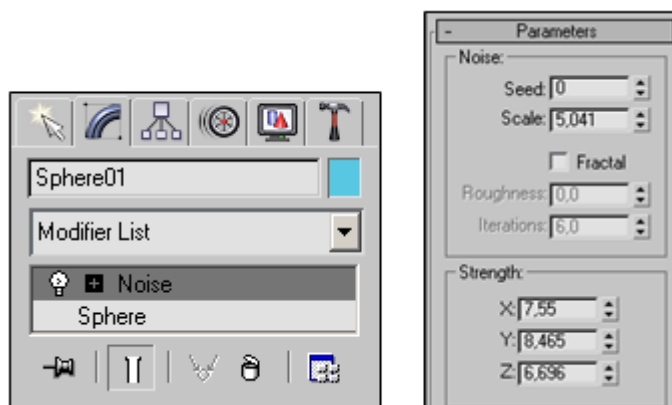 Sphere01
Modifier List
Noise
Sphere
- Parameters
Noise:
Seed: 0
Scale: 5,041
Fractal
Roughness: 0,0
Iterations: 6,0
Strength:
X: 7,55
Y: 8,465
Z: 6,696